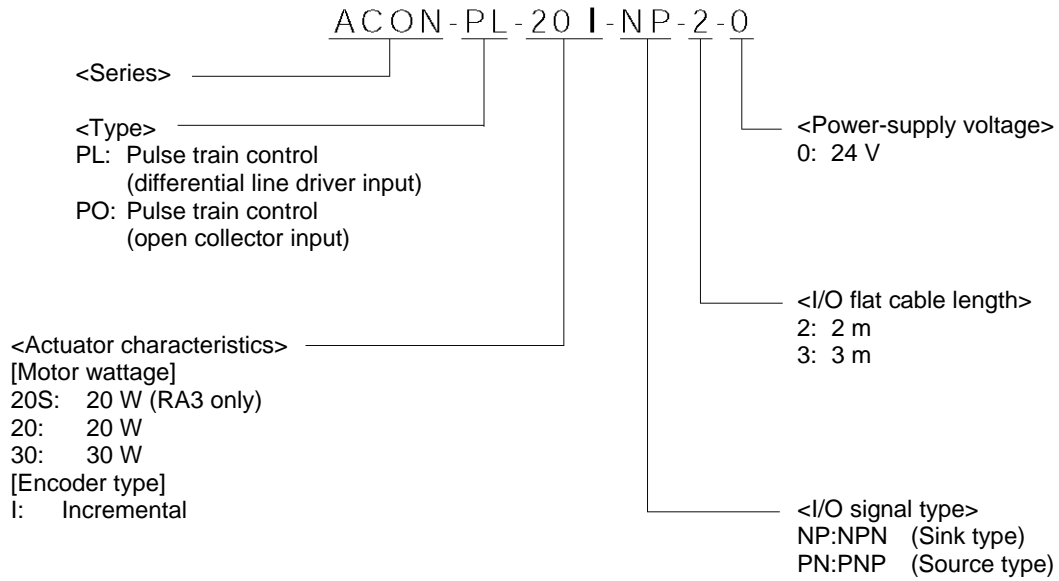 ACON-PL-20I-NP-2-0
<Series>
<Type>
PL: Pulse train control
(differential line driver input)
PO: Pulse train control
(open collector input)
<Power-supply voltage>
0: 24 V
<I/O flat cable length>
2: 2 m
3: 3 m
<Actuator characteristics>
[Motor wattage]
20S: 20 W (RA3 only)
20: 20 W
30: 30 W
[Encoder type]
I: Incremental
<I/O signal type>
NP:NPN (Sink type)
PN:PNP (Source type)